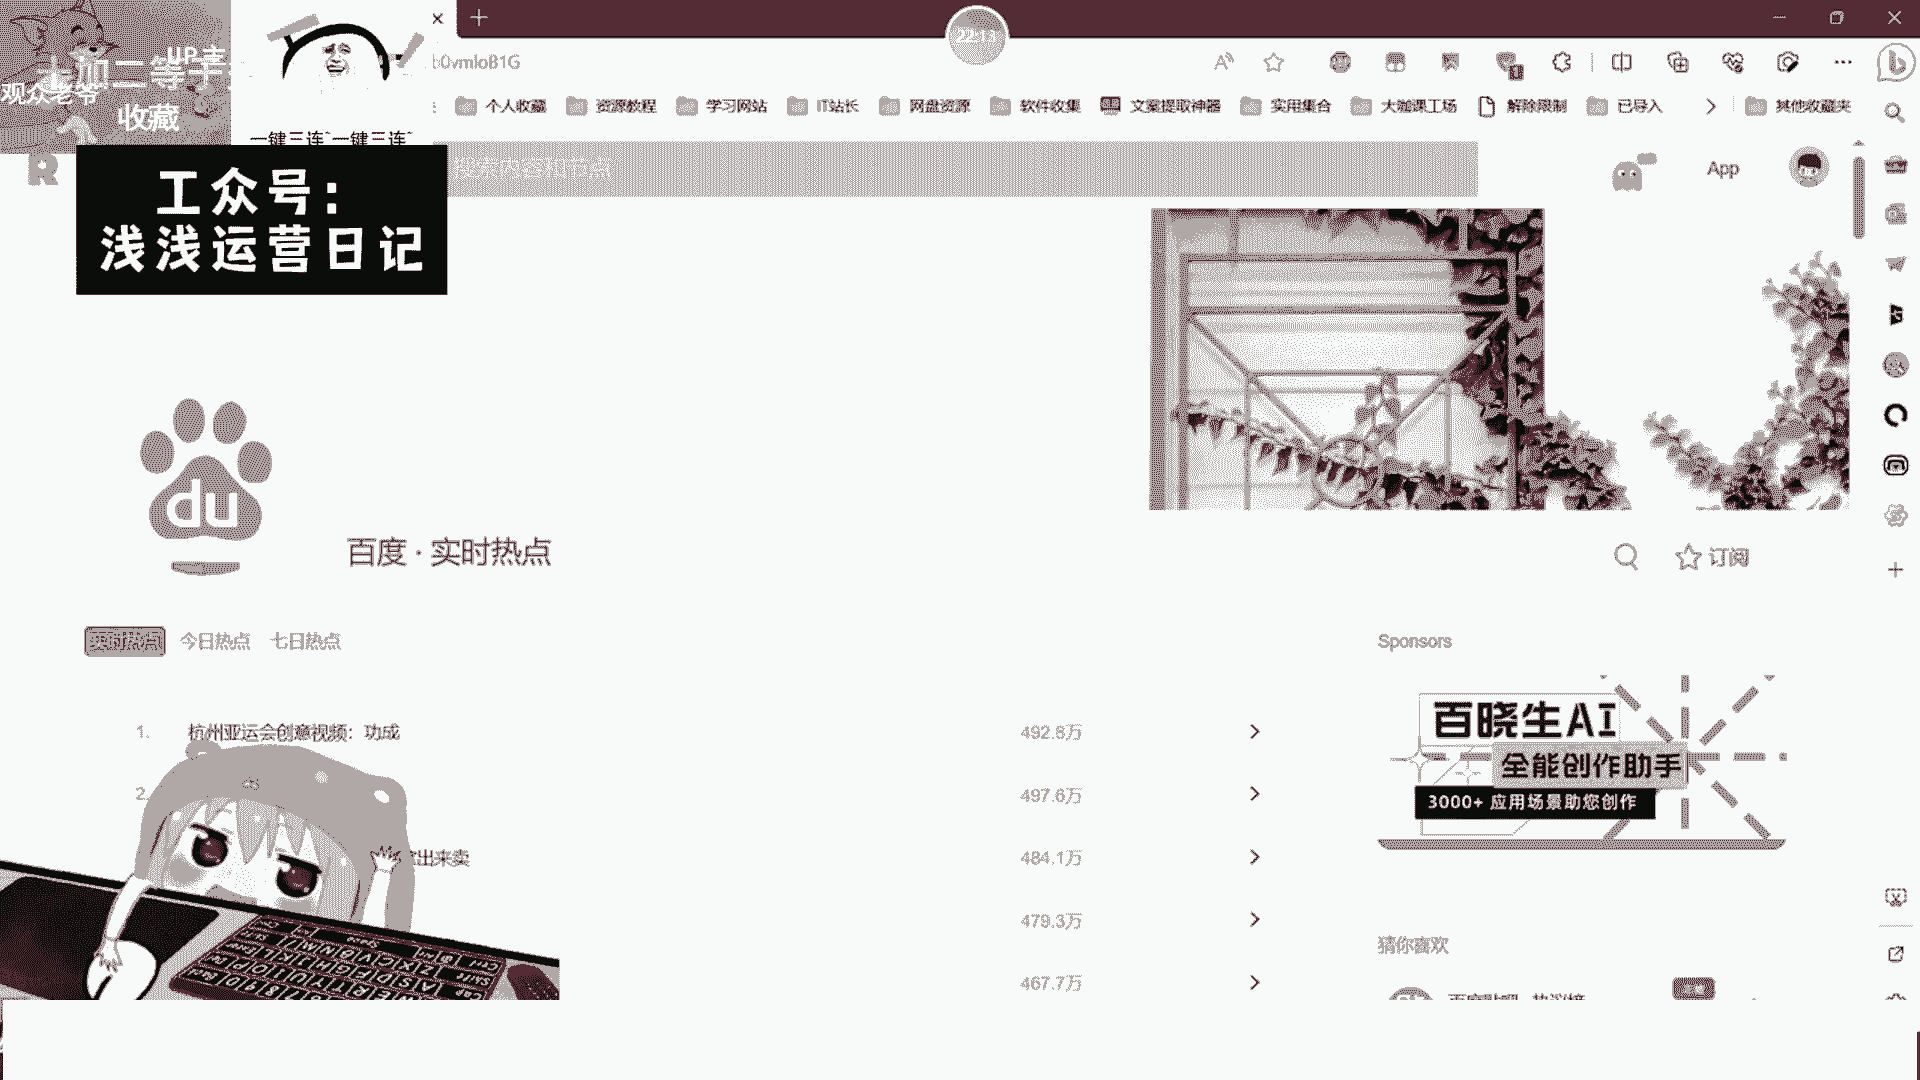 UP主
观众老爷
收藏
一键三连~一键三连~
22:13
b0vmloB1G
个人收藏
资源教程
学习网站
IT站长
网盘资源
软件收集
文案提取神器
实用集合
大咖课工场
解除限制
已导入
其他收藏夹
R
搜索内容和节点
App
工众号：
浅浅运营日记
du
百度 · 实时热点
订阅
实时热点 今日热点 七日热点
Sponsors
1. 杭州亚运会创意视频：功成 492.8万
2. 497.6万
出来卖 484.1万
479.3万
467.7万
百晓生AI
全能创作助手
3000+ 应用场景助您创作
猜你喜欢